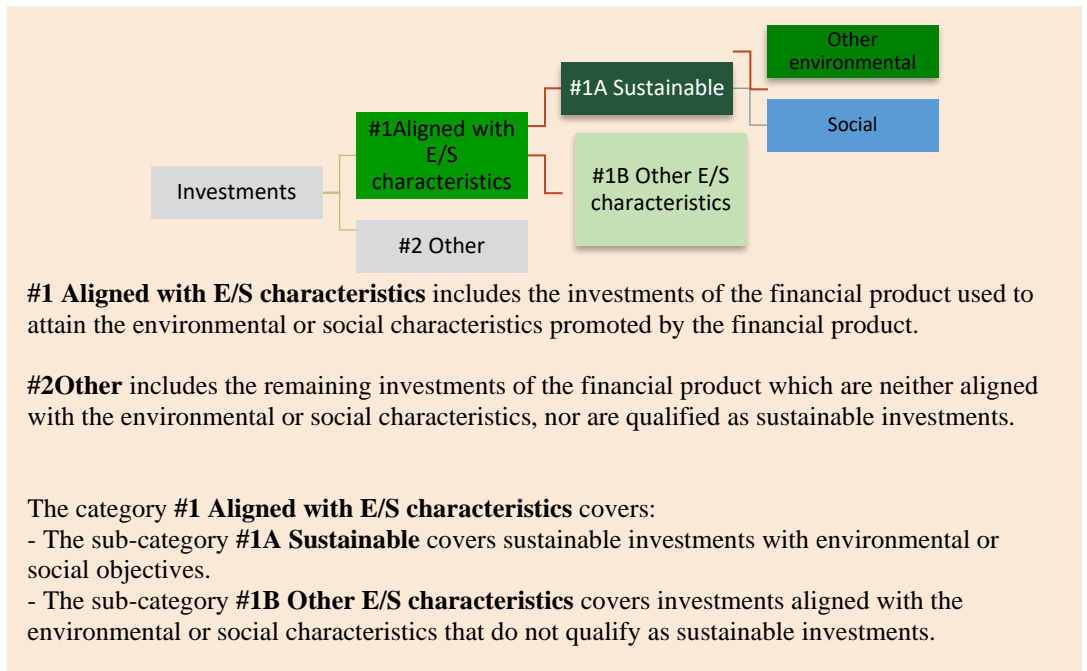 Other
environmental
#1A Sustainable
Social
#1Aligned with
E/S
characteristics
#1B Other E/S
characteristics
Investments
#2 Other
#1 Aligned with E/S characteristics includes the investments of the financial product used to
attain the environmental or social characteristics promoted by the financial product.
#2Other includes the remaining investments of the financial product which are neither aligned
with the environmental or social characteristics, nor are qualified as sustainable investments.
The category #1 Aligned with E/S characteristics covers:
- The sub-category #1A Sustainable covers sustainable investments with environmental or
social objectives.
- The sub-category #1B Other E/S characteristics covers investments aligned with the
environmental or social characteristics that do not qualify as sustainable investments.